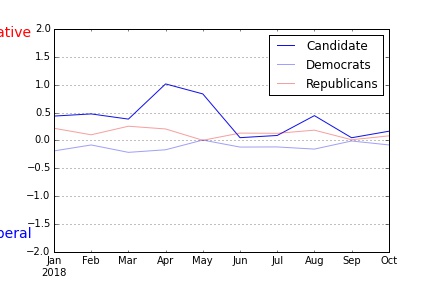 ative
2.0
1.5
1.0
0.5
0.0
−0.5
−1.0
−1.5
−2.0
beral
Candidate
Democrats
Republicans
Jan Feb Mar Apr May Jun Jul Aug Sep Oct
2018